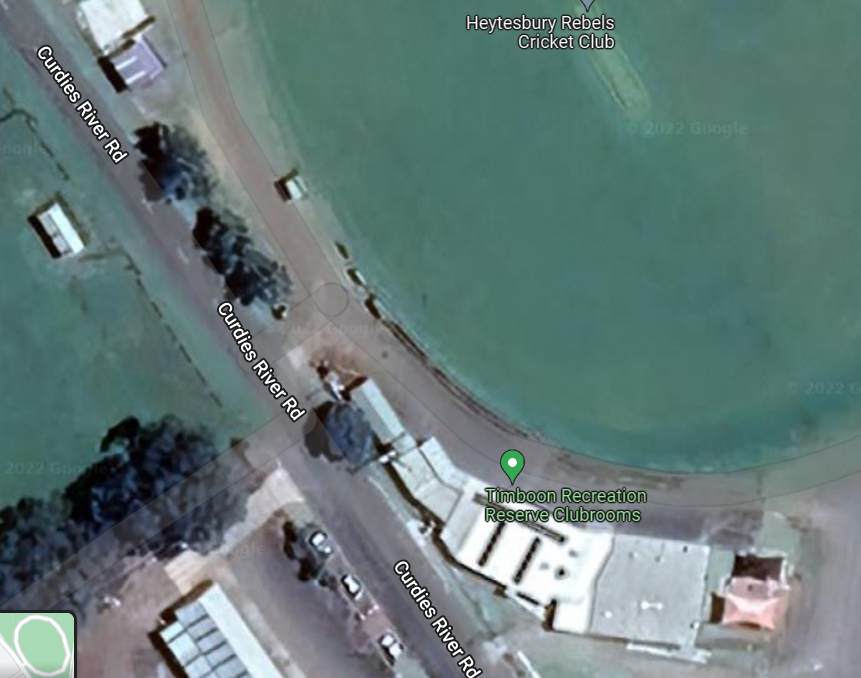 Heytesbury Rebels
Cricket Club
Curdies River Rd
© 2022 Google
Curdies River Rd
© 2022
Timboon Recreation
Reserve Clubrooms
2022 Google
Curdies River Rd